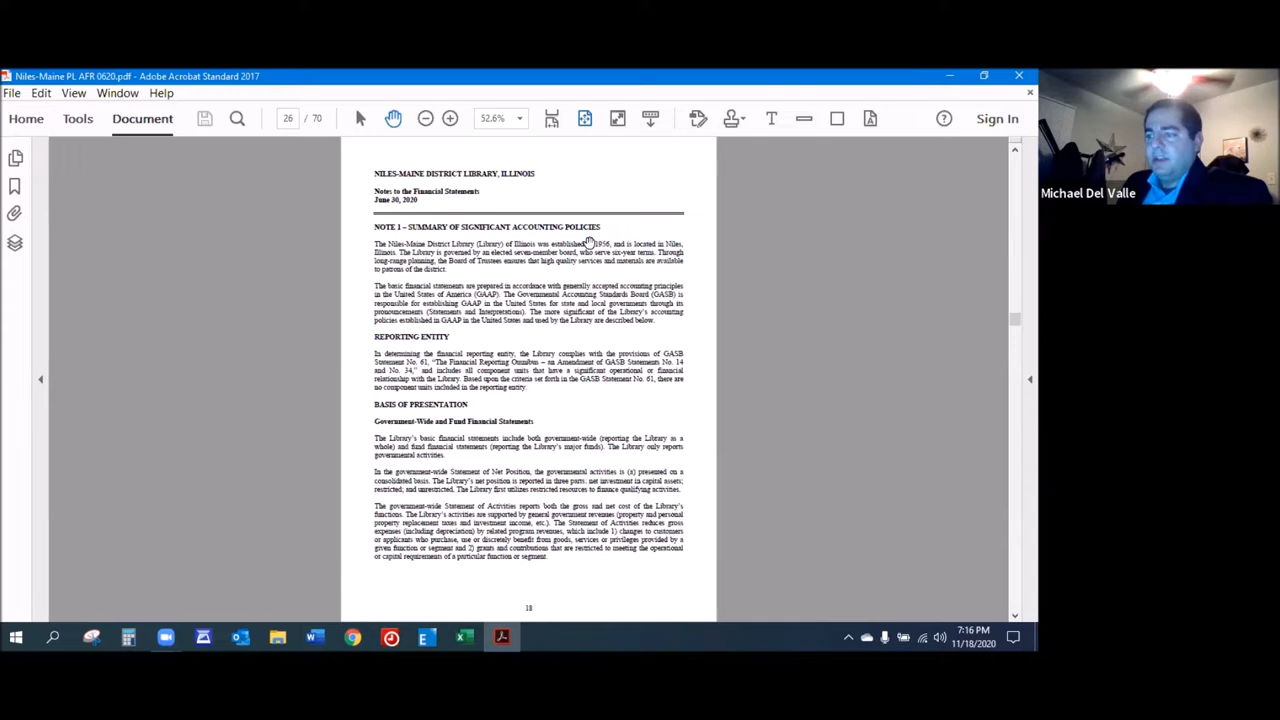 Niles-Maine PL AFR 0620.pdf - Adobe Acrobat Standard 2017
File Edit View Window Help
Home Tools Document 26 / 70 52.6% Sign In
Michael Del Valle
NILES-MAINE DISTRICT LIBRARY, ILLINOIS
Notes to the Financial Statements
June 30, 2020
NOTE 1 – SUMMARY OF SIGNIFICANT ACCOUNTING POLICIES
The Niles-Maine District Library (Library) of Illinois was established 1956, and is located in Niles,
Illinois. The Library is governed by an elected seven-member board, who serve six-year terms. Through
long-range planning, the Board of Trustees ensures that high quality services and materials are available
to patrons of the district.
The basic financial statements are prepared in accordance with generally accepted accounting principles
in the United States of America (GAAP). The Governmental Accounting Standards Board (GASB) is
responsible for establishing GAAP in the United States for state and local governments through its
pronouncements (Statements and Interpretations). The more significant of the Library's accounting
policies established in GAAP in the United States and used by the Library are described below.
REPORTING ENTITY
In determining the financial reporting entity, the Library complies with the provisions of GASB
Statement No. 61, "The Financial Reporting Omnibus – an Amendment of GASB Statements No. 14
and No. 34," and includes all component units that have a significant operational or financial
relationship with the Library. Based upon the criteria set forth in the GASB Statement No. 61, there are
no component units included in the reporting entity.
BASIS OF PRESENTATION
Government-Wide and Fund Financial Statements
The Library's basic financial statements include both government-wide (reporting the Library as a
whole) and fund financial statements (reporting the Library's major funds). The Library only reports
governmental activities.
In the government-wide Statement of Net Position, the governmental activities is (a) presented on a
consolidated basis. The Library's net position is reported in three parts: net investment in capital assets;
restricted; and unrestricted. The Library first utilizes restricted resources to finance qualifying activities.
The government-wide Statement of Activities reports both the gross and net cost of the Library's
functions. The Library's activities are supported by general government revenues (property and personal
property replacement taxes and investment income, etc.). The Statement of Activities reduces gross
expenses (including depreciation) by related program revenues, which include 1) changes to customers
or applicants who purchase, use or discretely benefit from goods, services or privileges provided by a
given function or segment and 2) grants and contributions that are restricted to meeting the operational
or capital requirements of a particular function or segment.
18
7:16 PM
11/18/2020